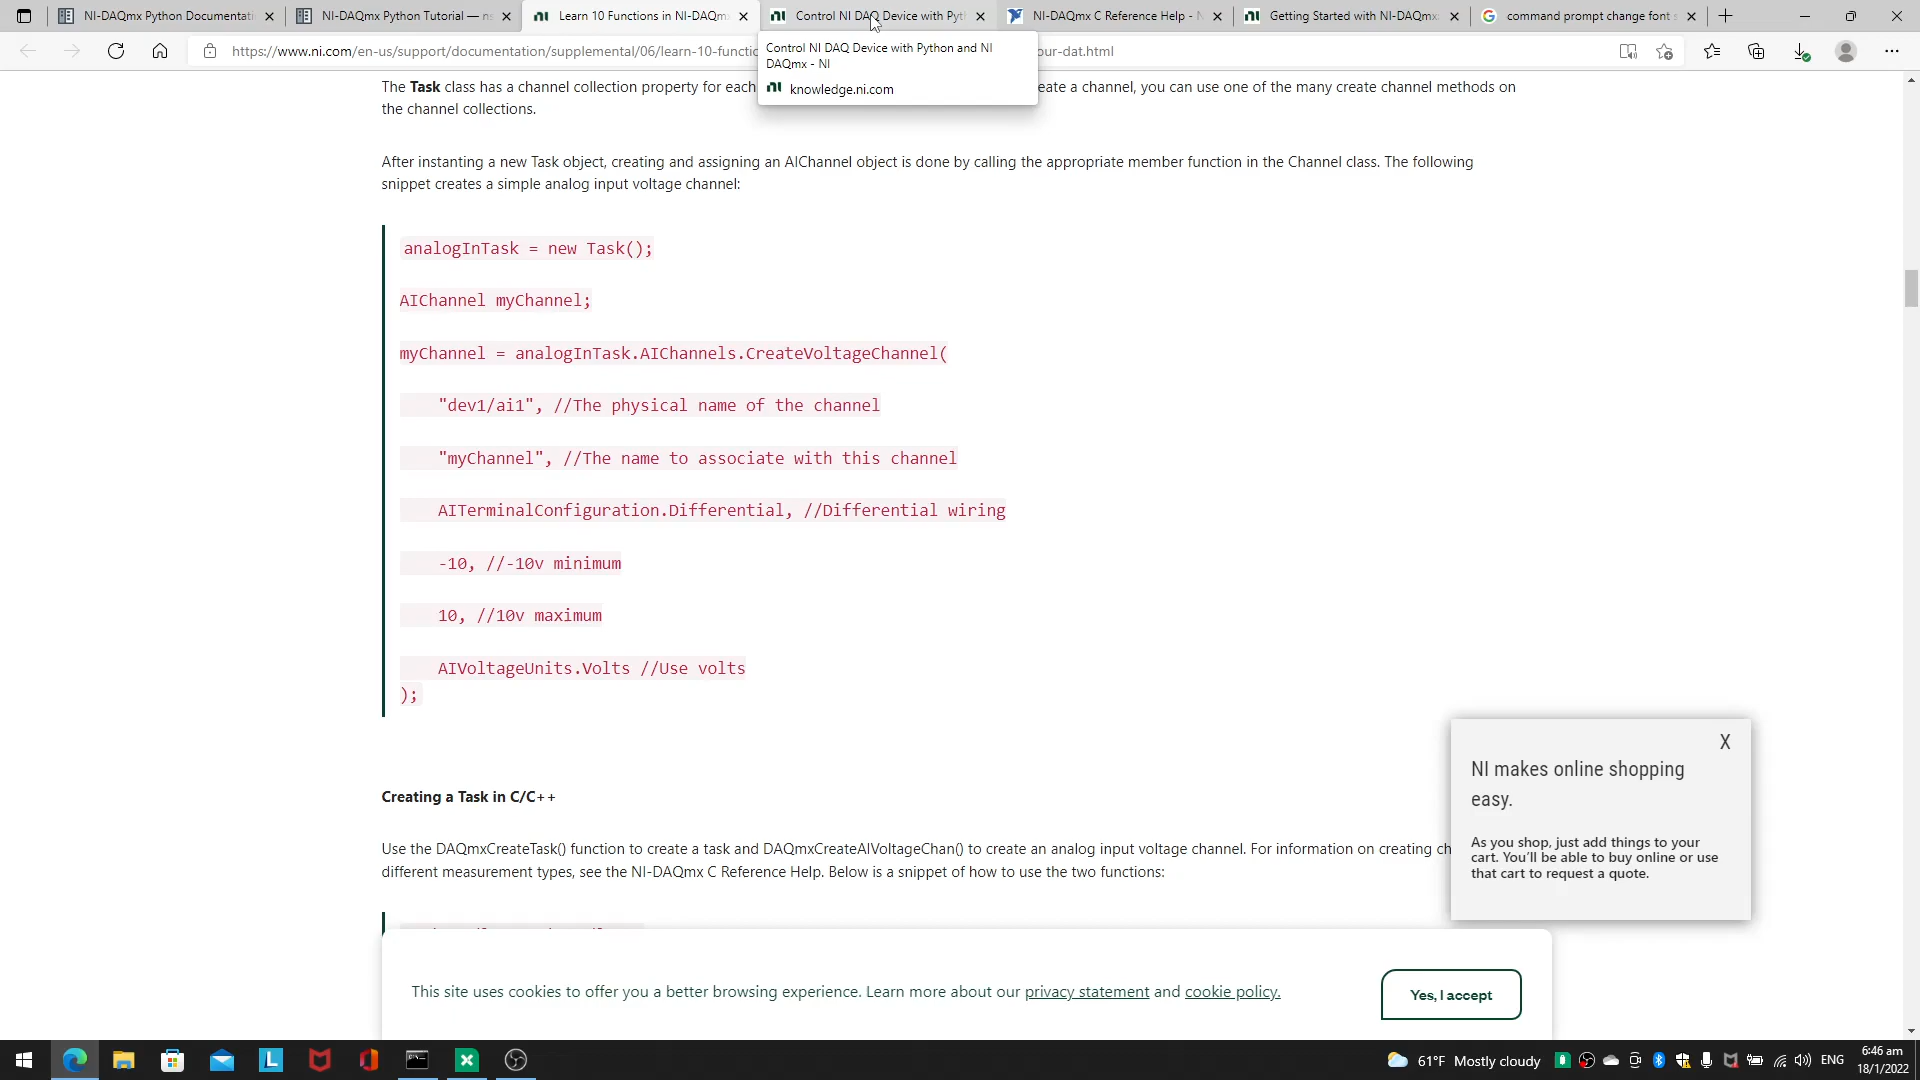 NI-DAQmx Python Documentati
NI-DAQmx Python Tutorial — n
Learn 10 Functions in NI-DAQm
Control NI DAQ Device with Pyt
NI-DAQmx C Reference Help - N
Getting Started with NI-DAQmx
command prompt change font s
https://www.ni.com/en-us/support/documentation/supplemental/06/learn-10-functio
our-dat.html
Control NI DAQ Device with Python and NI
DAQmx - NI
knowledge.ni.com
The Task class has a channel collection property for each
eate a channel, you can use one of the many create channel methods on
the channel collections.
After instanting a new Task object, creating and assigning an AIChannel object is done by calling the appropriate member function in the Channel class. The following
snippet creates a simple analog input voltage channel:
analogInTask = new Task();
AIChannel myChannel;
myChannel = analogInTask.AIChannels.CreateVoltageChannel(
"dev1/ai1", //The physical name of the channel
"myChannel", //The name to associate with this channel
AITerminalConfiguration.Differential, //Differential wiring
-10, //-10v minimum
10, //10v maximum
AIVoltageUnits.Volts //Use volts
);
Creating a Task in C/C++
Use the DAQmxCreateTask() function to create a task and DAQmxCreateAIVoltageChan() to create an analog input voltage channel. For information on creating ch
different measurement types, see the NI-DAQmx C Reference Help. Below is a snippet of how to use the two functions:
X
NI makes online shopping
easy.
As you shop, just add things to your
cart. You'll be able to buy online or use
that cart to request a quote.
This site uses cookies to offer you a better browsing experience. Learn more about our privacy statement and cookie policy.
Yes, I accept
61°F Mostly cloudy
ENG
6:46 am
18/1/2022